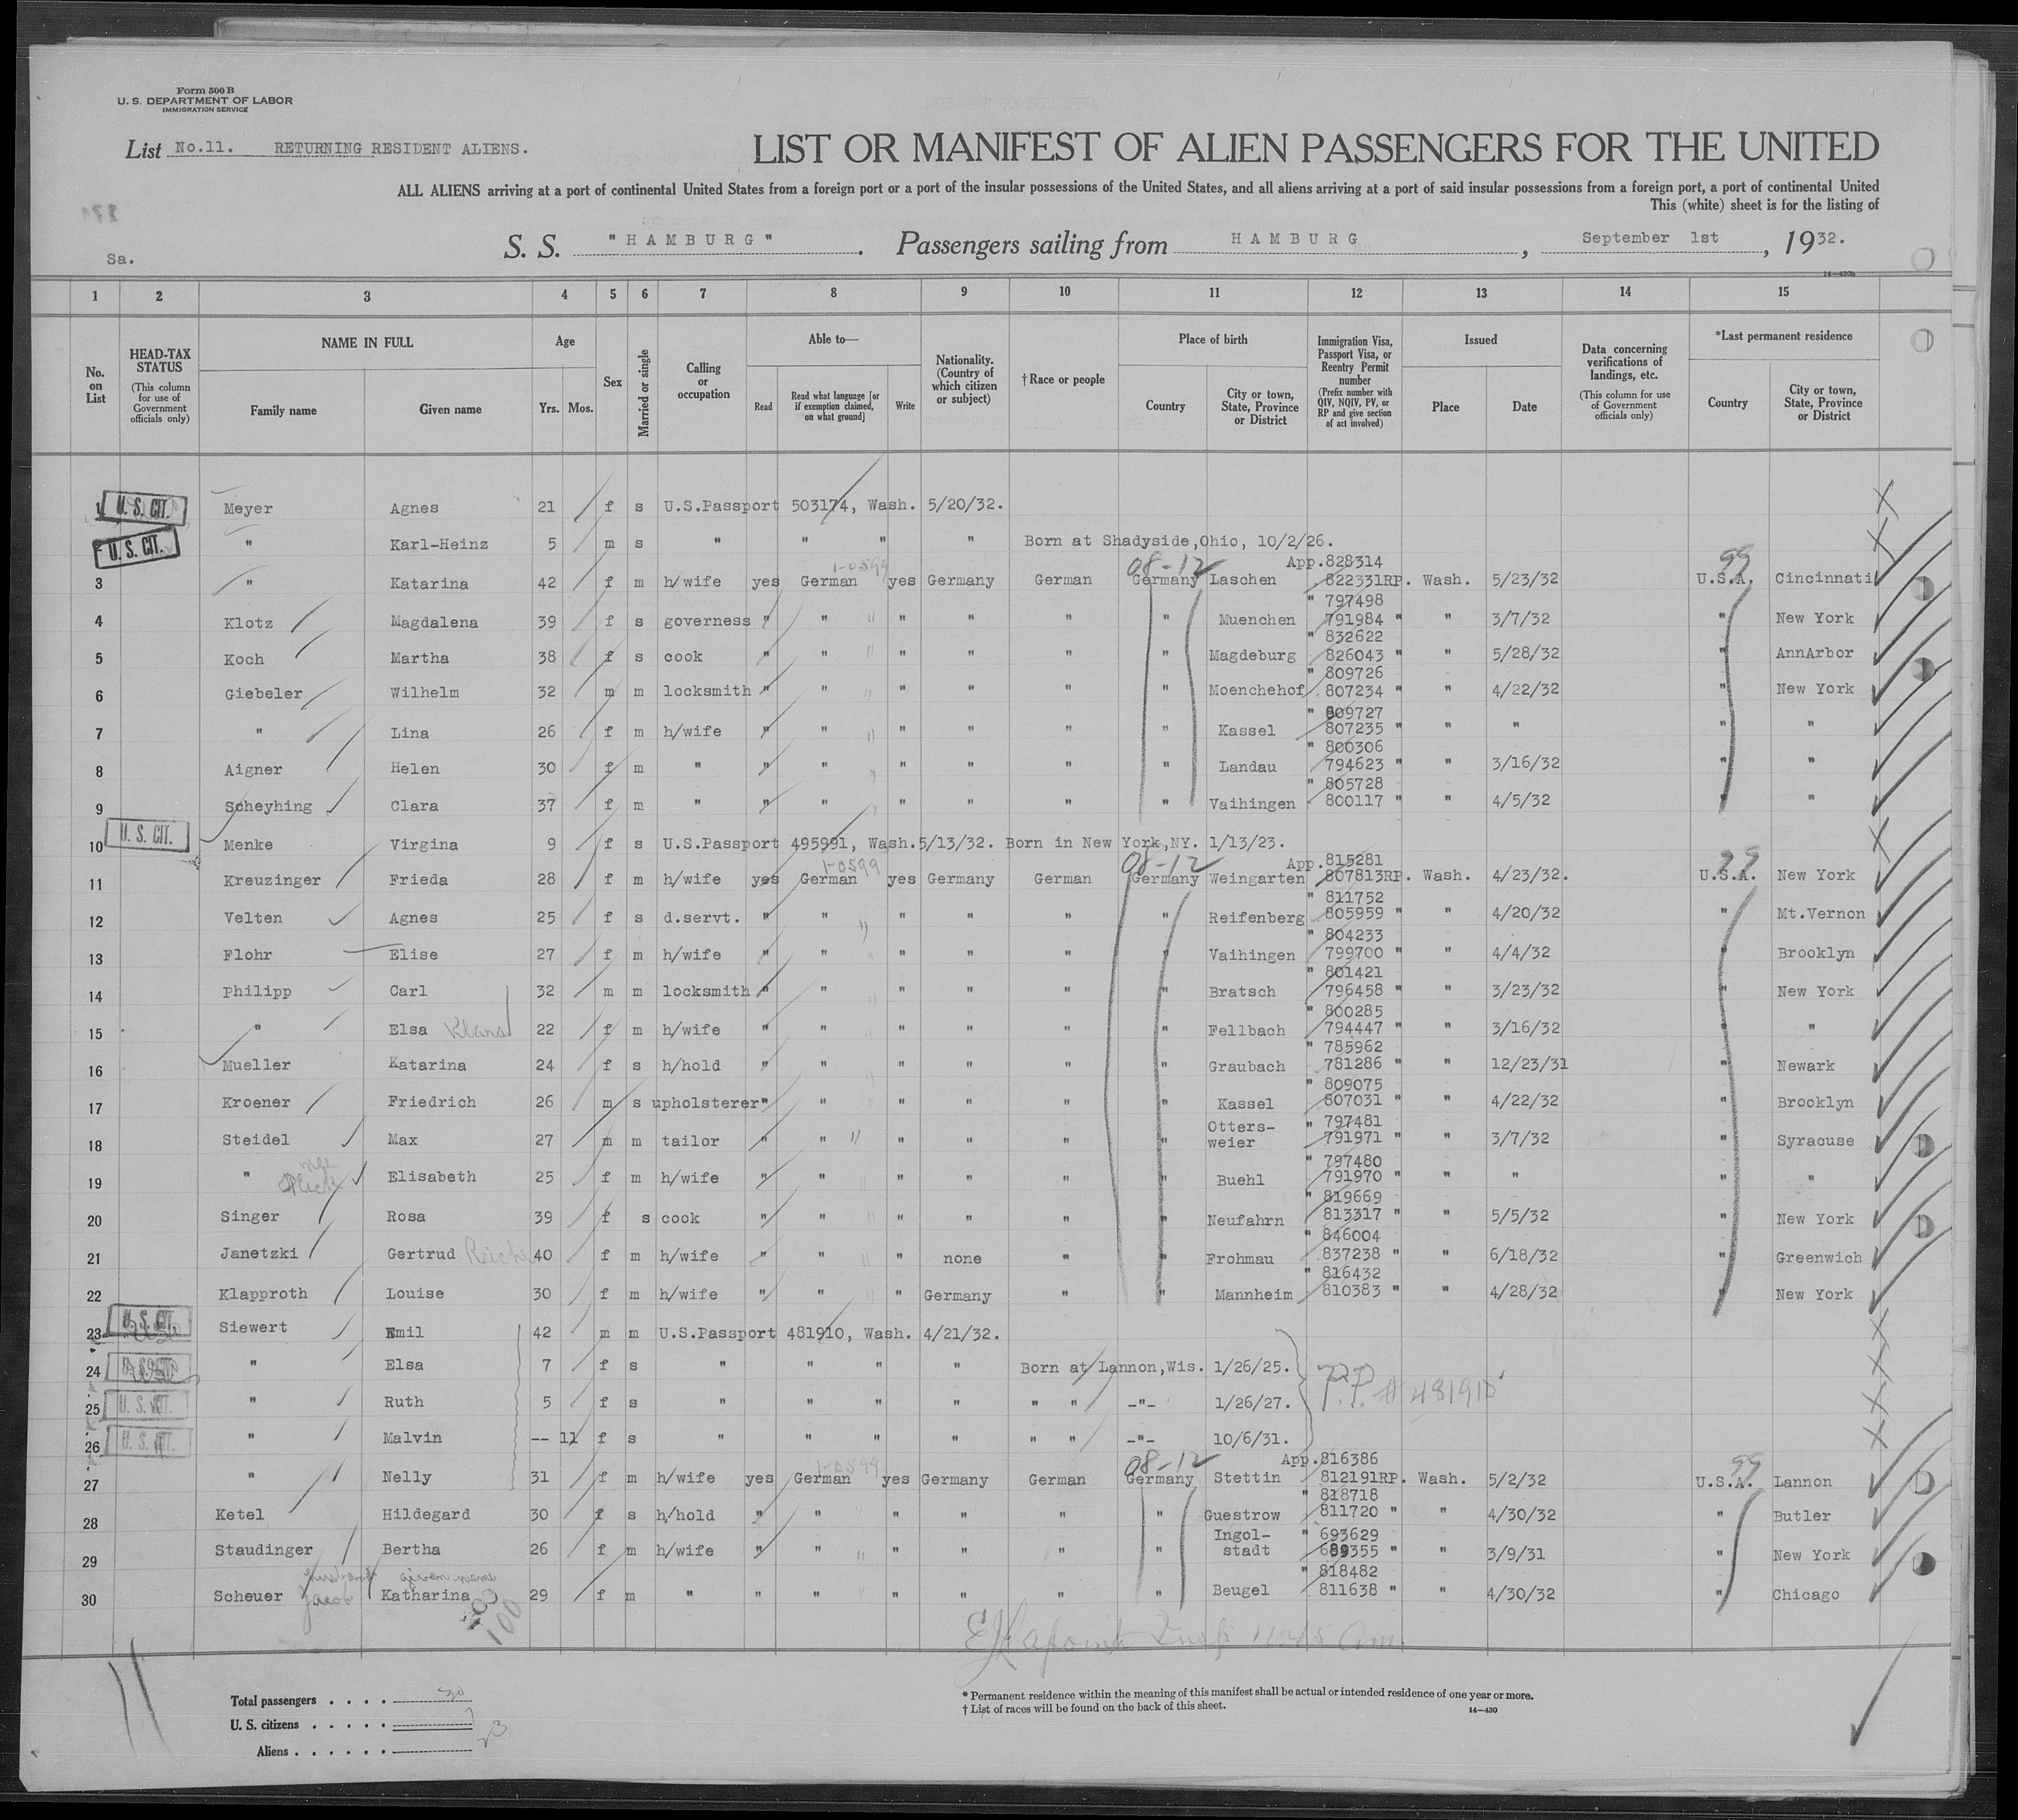 Form 500 B
U. S. DEPARTMENT OF LABOR
IMMIGRATION SERVICE
List No.11. RETURNING RESIDENT ALIENS.
LIST OR MANIFEST OF ALIEN PASSENGERS FOR THE UNITED
ALL ALIENS arriving at a port of continental United States from a foreign port or a port of the insular possessions of the United States, and all aliens arriving at a port of said insular possessions from a foreign port, a port of continental United
This (white) sheet is for the listing of
Sa.
S. S. "HAMBURG". Passengers sailing from HAMBURG, September 1st, 1932.
14—430b
1 2 3 4 5 6 7 8 9 10 11 12 13 14 15
No. on List
HEAD-TAX STATUS (This column for use of Government officials only)
NAME IN FULL
Family name Given name
Age
Yrs. Mos.
Sex
Married or single
Calling or occupation
Able to—
Read Read what language [or if exemption claimed, on what ground] Write
Nationality. (Country of which citizen or subject)
†Race or people
Place of birth
Country City or town, State, Province or District
Immigration Visa, Passport Visa, or Reentry Permit number (Prefix number with QIV, NQIV, PV, or RP and give section of act involved)
Issued
Place Date
Data concerning verifications of landings, etc. (This column for use of Government officials only)
*Last permanent residence
Country City or town, State, Province or District
1 U. S. CIT. Meyer Agnes 21 f s U.S.Passport 503174, Wash. 5/20/32.
U. S. CIT. " Karl-Heinz 5 m s " " " " Born at Shadyside,Ohio, 10/2/26.
1-0599 08-12 App.828314 99
3 " Katarina 42 f m h/wife yes German yes Germany German Germany Laschen 822331RP. Wash. 5/23/32 U.S.A. Cincinnati
" 797498
4 Klotz Magdalena 39 f s governess " " " " " " Muenchen 791984 " " 3/7/32 " New York
" 832622
5 Koch Martha 38 f s cook " " " " " " Magdeburg 826043 " " 5/28/32 " AnnArbor
" 809726
6 Giebeler Wilhelm 32 m m locksmith " " " " " " Moenchehof 807234 " " 4/22/32 " New York
" 809727
7 " Lina 26 f m h/wife " " " " " " Kassel 807235 " " " " "
" 800306
8 Aigner Helen 30 f m " " " " " " " Landau 794623 " " 3/16/32 " "
" 805728
9 Scheyhing Clara 37 f m " " " " " " " Vaihingen 800117 " " 4/5/32 " "
10 U. S. CIT. Menke Virgina 9 f s U.S.Passport 495991, Wash.5/13/32. Born in New York,NY. 1/13/23.
1-0599 08-12 App.815281 99
11 Kreuzinger Frieda 28 f m h/wife yes German yes Germany German Germany Weingarten 807813RP. Wash. 4/23/32. U.S.A. New York
" 811752
12 Velten Agnes 25 f s d.servt. " " " " " " Reifenberg 805959 " " 4/20/32 " Mt.Vernon
" 804233
13 Flohr Elise 27 f m h/wife " " " " " " Vaihingen 799700 " " 4/4/32 " Brooklyn
" 801421
14 Philipp Carl 32 m m locksmith " " " " " " Bratsch 796458 " " 3/23/32 " New York
" 800285
15 " Elsa Klara 22 f m h/wife " " " " " " Fellbach 794447 " " 3/16/32 " "
" 785962
16 Mueller Katarina 24 f s h/hold " " " " " " Graubach 781286 " " 12/23/31 " Newark
" 809075
17 Kroener Friedrich 26 m s upholsterer " " " " " " Kassel 807031 " " 4/22/32 " Brooklyn
Otters- " 797481
18 Steidel Max 27 m m tailor " " " " " " weier 791971 " " 3/7/32 " Syracuse
nee " 797480
19 " Elisabeth 25 f m h/wife " " " " " " Buehl 791970 " " " " "
" 819669
20 Singer Rosa 39 f s cook " " " " " " Neufahrn 813317 " " 5/5/32 " New York
" 846004
21 Janetzki Gertrud 40 f m h/wife " " " none " " Frohmau 837238 " " 6/18/32 " Greenwich
" 816432
22 Klapproth Louise 30 f m h/wife " " " Germany " " Mannheim 810383 " " 4/28/32 " New York
23 U. S. CIT. Siewert Emil 42 m m U.S.Passport 481910, Wash. 4/21/32.
24 " Elsa 7 f s " " " " Born at Lannon,Wis. 1/26/25. P.P. # 481910
25 U. S. CIT. " Ruth 5 f s " " " " " " -"- 1/26/27.
26 U. S. CIT. " Malvin -- 11 f s " " " " " " -"- 10/6/31.
1-0599 08-12 App.816386 99
27 " Nelly 31 f m h/wife yes German yes Germany German Germany Stettin 812191RP. Wash. 5/2/32 U.S.A. Lannon
" 818718
28 Ketel Hildegard 30 f s h/hold " " " " " " Guestrow 811720 " " 4/30/32 " Butler
Ingol- " 693629
29 Staudinger Bertha 26 f m h/wife " " " " " " stadt 689355 " " 3/9/31 " New York
husband given name " 818482
30 Scheuer Jacob Katharina 29 f m " " " " " " " Beugel 811638 " " 4/30/32 " Chicago
100
Total passengers . . . . 30
U. S. citizens . . . . . 7
Aliens . . . . . . 23
* Permanent residence within the meaning of this manifest shall be actual or intended residence of one year or more.
† List of races will be found on the back of this sheet.
14—430